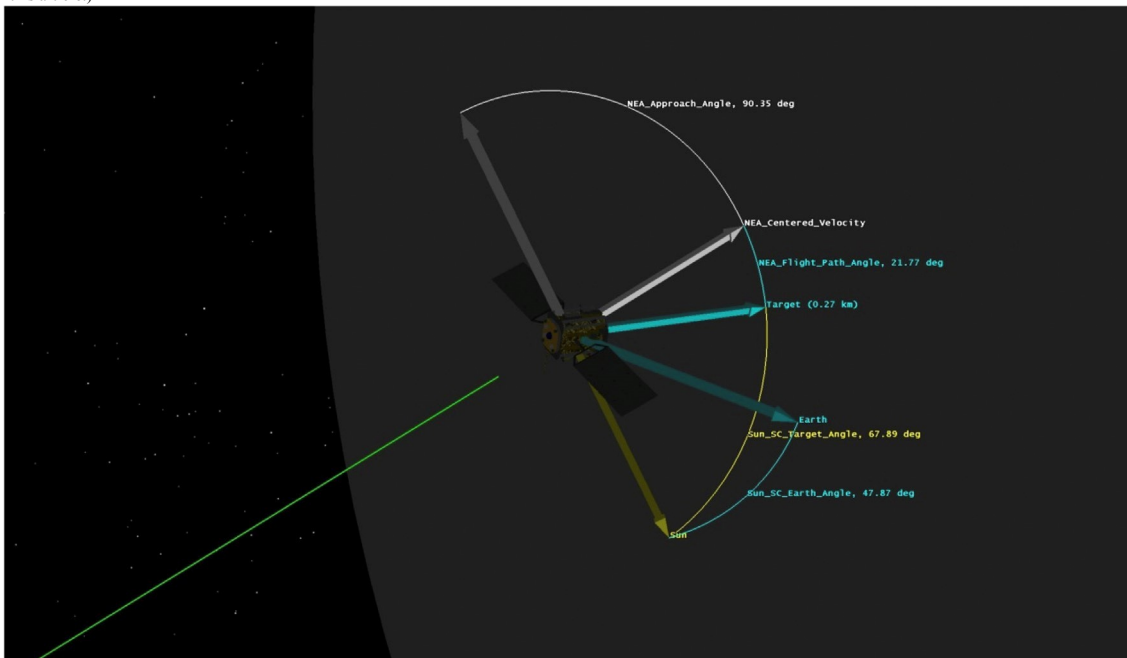 NEA_Approach_Angle, 90.35 deg
NEA_Centered_Velocity
NEA_Flight_Path_Angle, 21.77 deg
Target (0.27 km)
Earth
Sun_SC_Target_Angle, 67.89 deg
Sun_SC_Earth_Angle, 47.87 deg
Sun